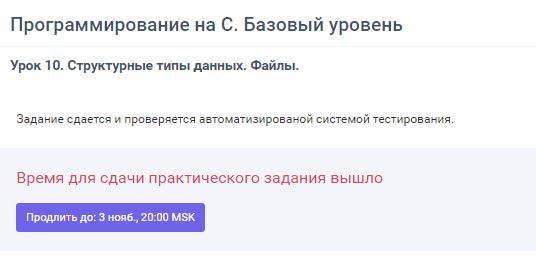 Программирование на С. Базовый уровень
Урок 10. Структурные типы данных. Файлы.
Задание сдается и проверяется автоматизированой системой тестирования.
Время для сдачи практического задания вышло
Продлить до: 3 нояб., 20:00 MSK